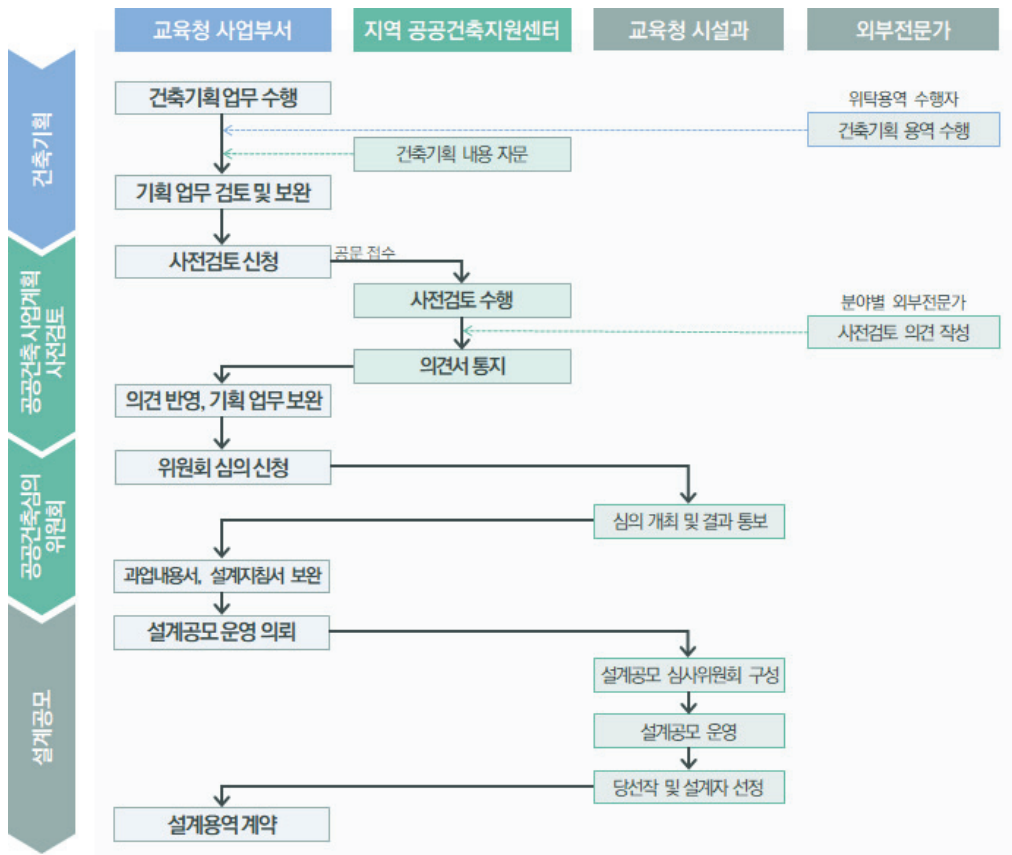 교육청 사업부서
지역 공공건축지원센터
교육청 시설과
외부전문가
건축기획
건축기획 업무 수행
위탁용역 수행자
건축기획 용역 수행
건축기획 내용 자문
기획 업무 검토 및 보완
공공건축 사업계획
사전검토
사전검토 신청
공문 접수
사전검토 수행
분야별 외부전문가
사전검토 의견 작성
의견서 통지
의견 반영, 기획 업무 보완
공공건축심의
위원회
위원회 심의 신청
심의 개최 및 결과 통보
과업내용서, 설계지침서 보완
설계공모
설계공모 운영 의뢰
설계공모 심사위원회 구성
설계공모 운영
당선작 및 설계자 선정
설계용역 계약